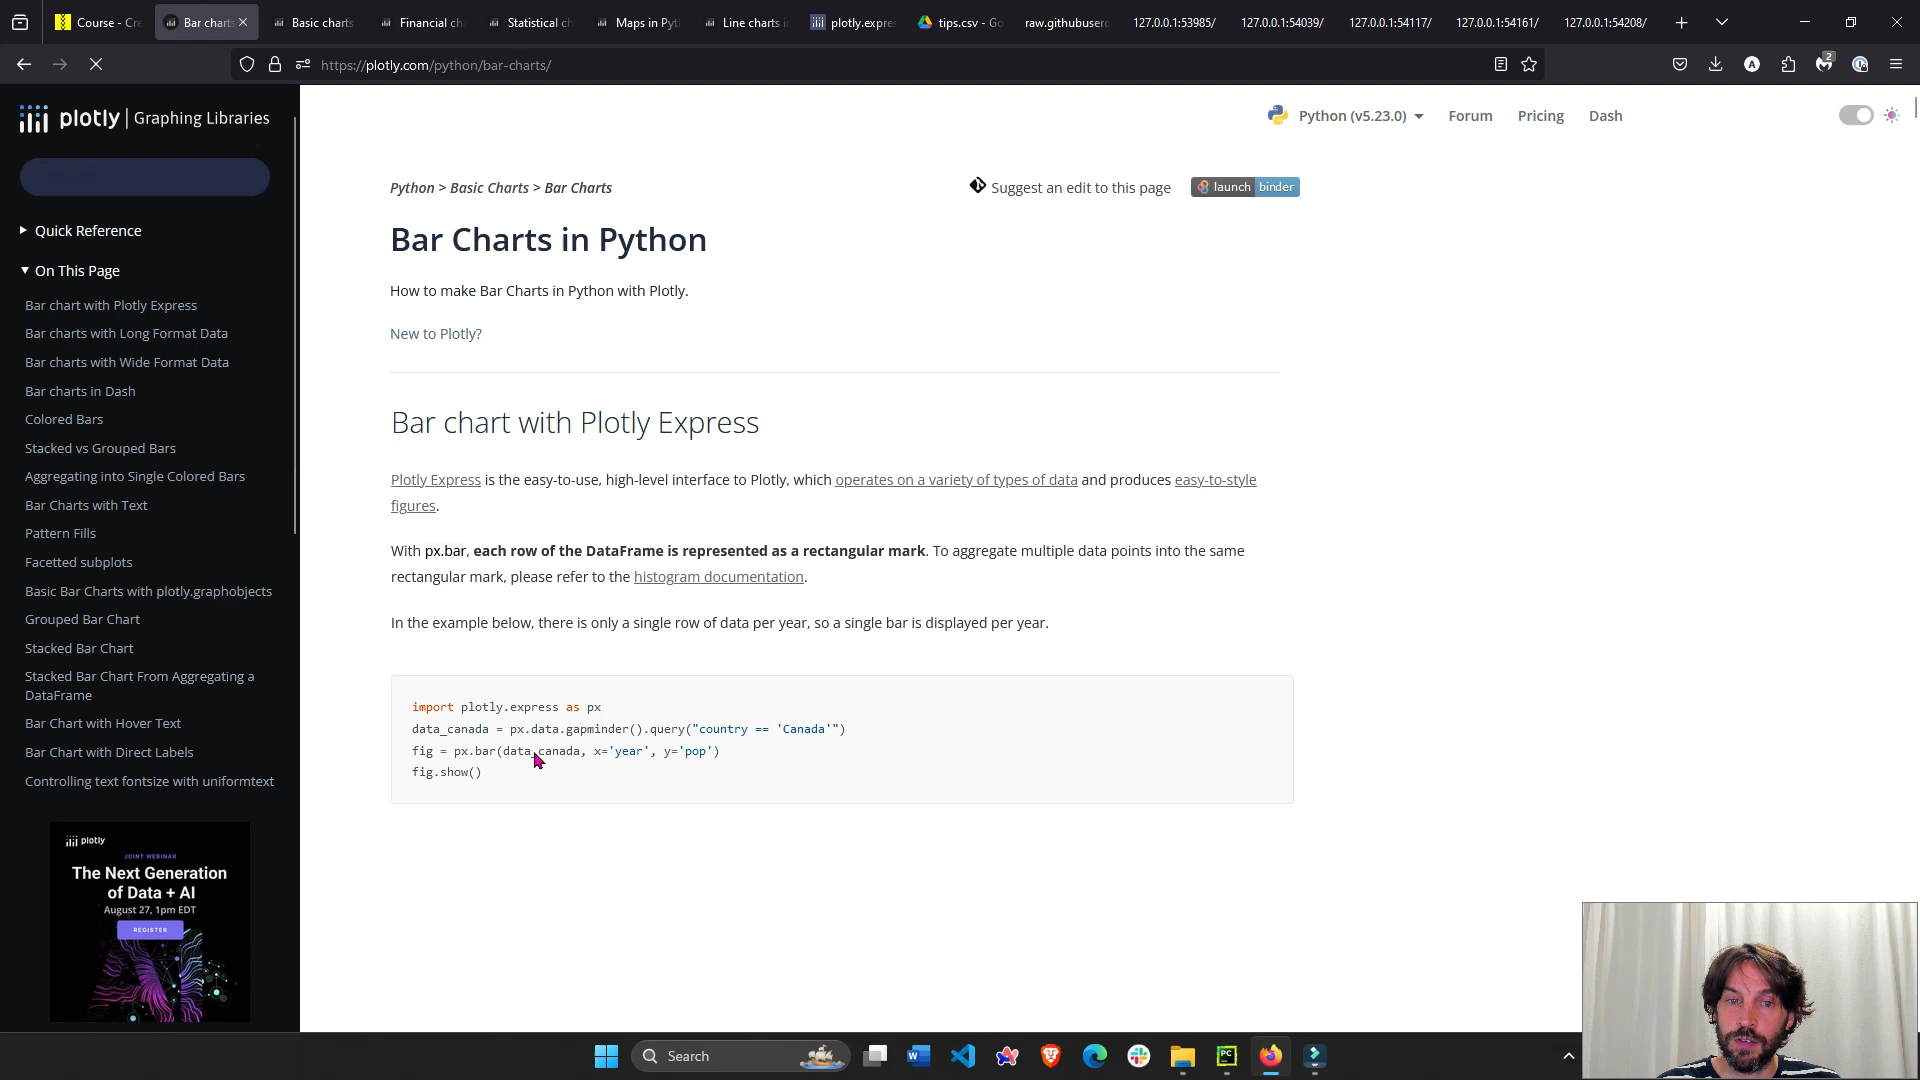 Course - Cre
Bar charts
Basic charts
Financial ch
Statistical ch
Maps in Pyt
Line charts i
plotly.expre
tips.csv - Go
raw.githubuserc
127.0.0.1:53985/
127.0.0.1:54039/
127.0.0.1:54117/
127.0.0.1:54161/
127.0.0.1:54208/
https://plotly.com/python/bar-charts/
A
2
plotly | Graphing Libraries
Python (v5.23.0)
Forum
Pricing
Dash
Quick Reference
On This Page
Bar chart with Plotly Express
Bar charts with Long Format Data
Bar charts with Wide Format Data
Bar charts in Dash
Colored Bars
Stacked vs Grouped Bars
Aggregating into Single Colored Bars
Bar Charts with Text
Pattern Fills
Facetted subplots
Basic Bar Charts with plotly.graphobjects
Grouped Bar Chart
Stacked Bar Chart
Stacked Bar Chart From Aggregating a
DataFrame
Bar Chart with Hover Text
Bar Chart with Direct Labels
Controlling text fontsize with uniformtext
plotly
JOINT WEBINAR
The Next Generation
of Data + AI
August 27, 1pm EDT
REGISTER
Python > Basic Charts > Bar Charts
Suggest an edit to this page
launch binder
Bar Charts in Python
How to make Bar Charts in Python with Plotly.
New to Plotly?
Bar chart with Plotly Express
Plotly Express is the easy-to-use, high-level interface to Plotly, which operates on a variety of types of data and produces easy-to-style
figures.
With px.bar, each row of the DataFrame is represented as a rectangular mark. To aggregate multiple data points into the same
rectangular mark, please refer to the histogram documentation.
In the example below, there is only a single row of data per year, so a single bar is displayed per year.
import plotly.express as px
data_canada = px.data.gapminder().query("country == 'Canada'")
fig = px.bar(data_canada, x='year', y='pop')
fig.show()
Search
W
PC